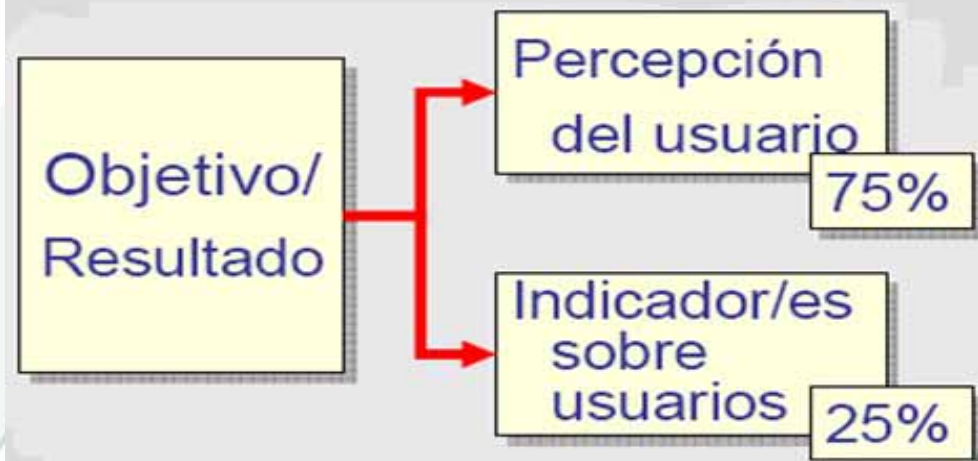 Objetivo/
Resultado
Percepción
del usuario
75%
Indicador/es
sobre
usuarios
25%